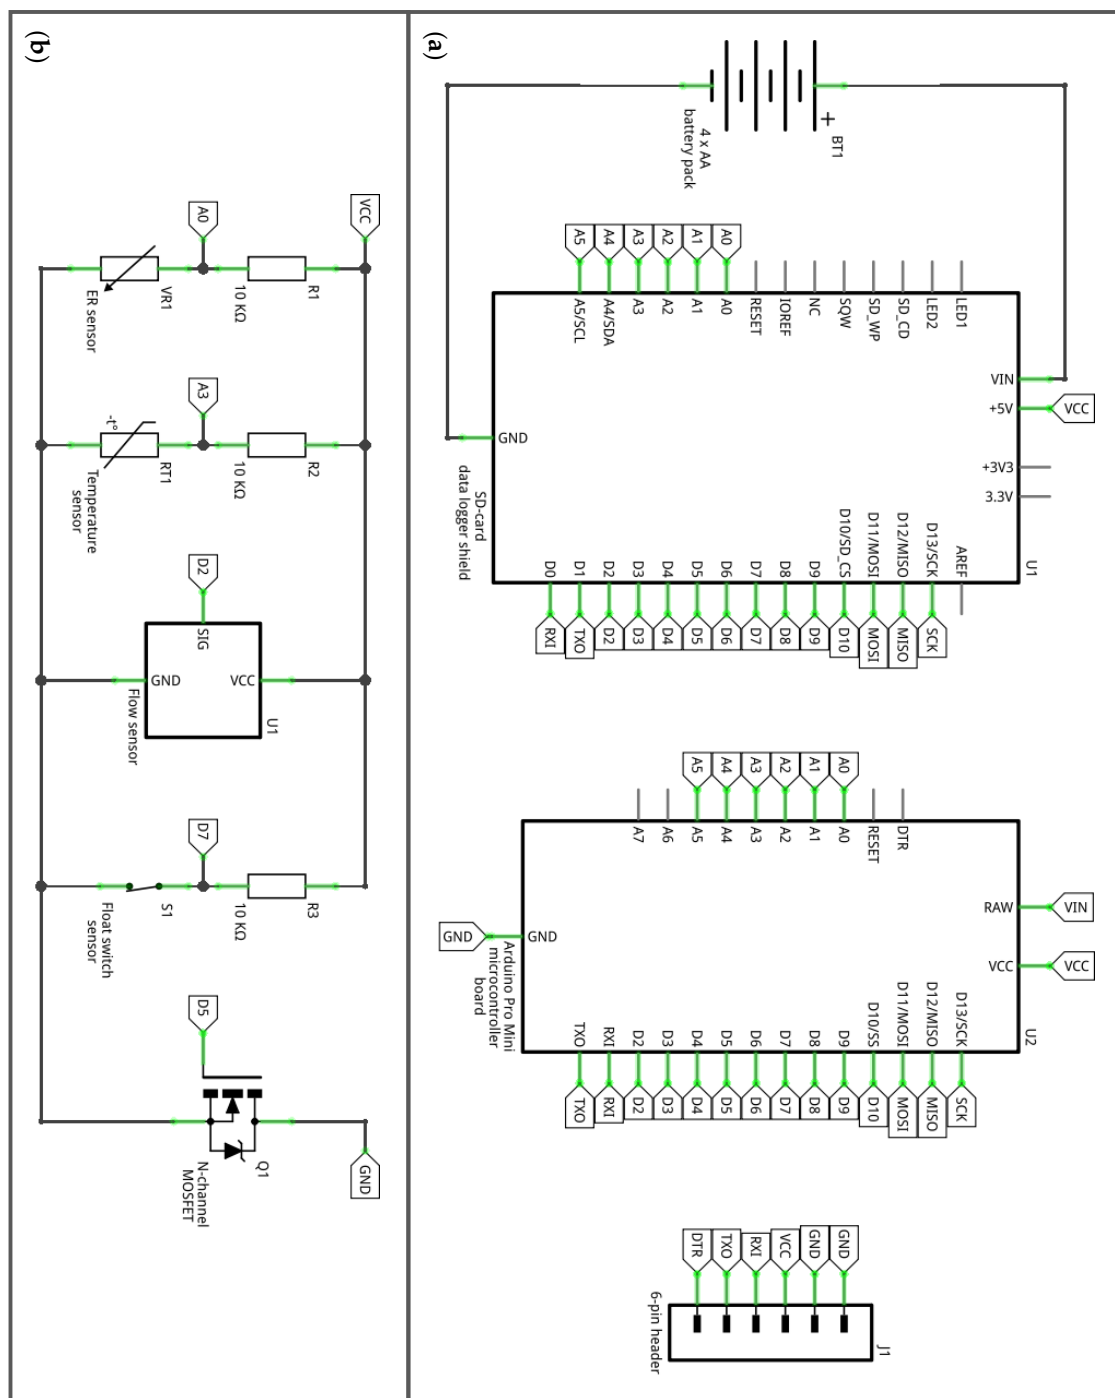 (a)
BT1
+
4 x AA
battery pack
U1
SD-card
data logger shield
VIN
+5V
+3V3
3.3V
VCC
LED1
LED2
SD_CD
SD_WP
SQW
NC
IOREF
RESET
A0
A1
A2
A3
A4/SDA
A5/SCL
A0
A1
A2
A3
A4
A5
GND
AREF
D13/SCK
D12/MISO
D11/MOSI
D10/SD_CS
D9
D8
D7
D6
D5
D4
D3
D2
D1
D0
SCK
MISO
MOSI
D10
D9
D8
D7
D6
D5
D4
D3
D2
TXO
RXI
U2
Arduino Pro Mini
microcontroller
board
VIN
VCC
RAW
VCC
DTR
RESET
A0
A1
A2
A3
A4
A5
A6
A7
A0
A1
A2
A3
A4
A5
GND
GND
D13/SCK
D12/MISO
D11/MOSI
D10/SS
D9
D8
D7
D6
D5
D4
D3
D2
RXI
TXO
SCK
MISO
MOSI
D10
D9
D8
D7
D6
D5
D4
D3
D2
RXI
TXO
J1
GND
GND
VCC
RXI
TXO
DTR
6-pin header
(b)
VCC
R1
10 KΩ
A0
VR1
ER sensor
R2
10 KΩ
A3
RT1
-t°
Temperature
sensor
U1
VCC
SIG
GND
D2
Flow sensor
R3
10 KΩ
D7
S1
Float switch
sensor
GND
D5
Q1
N-channel
MOSFET